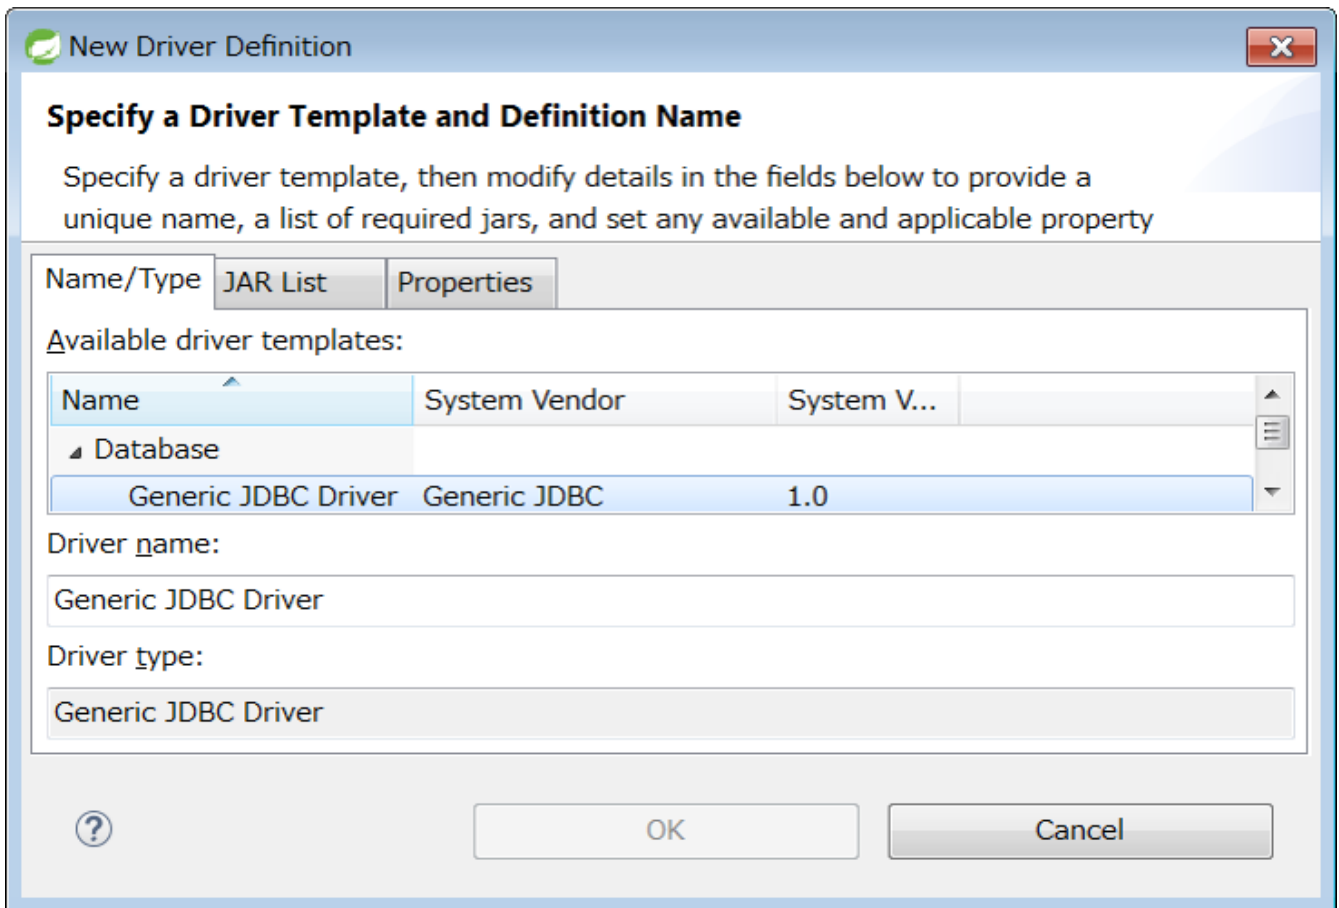 New Driver Definition
Specify a Driver Template and Definition Name
Specify a driver template, then modify details in the fields below to provide a
unique name, a list of required jars, and set any available and applicable property
Name/Type JAR List Properties
Available driver templates:
Name System Vendor System V...
Database
Generic JDBC Driver Generic JDBC 1.0
Driver name:
Generic JDBC Driver
Driver type:
Generic JDBC Driver
? OK Cancel